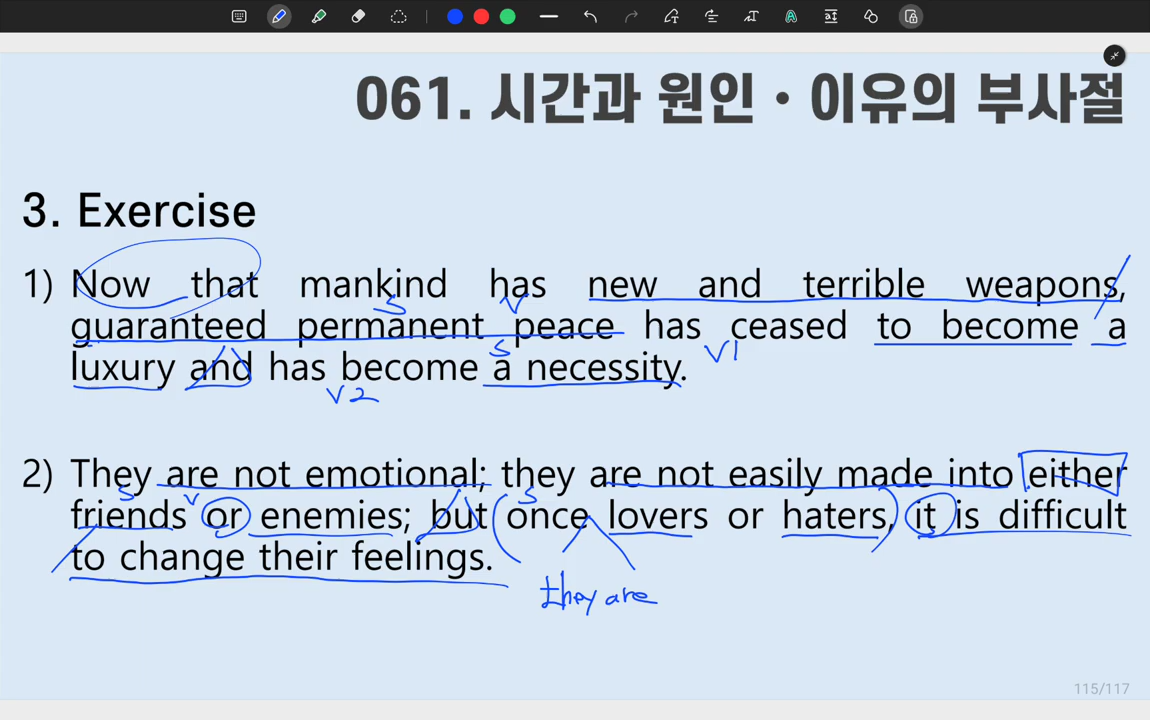 061. 시간과 원인・이유의 부사절
3. Exercise
1) Now that mankind has new and terrible weapons,
S V
guaranteed permanent peace has ceased to become a
S V1
luxury and has become a necessity.
V2
2) They are not emotional; they are not easily made into either
S V S
friends or enemies; but once lovers or haters, it is difficult
to change their feelings.
they are
115/117